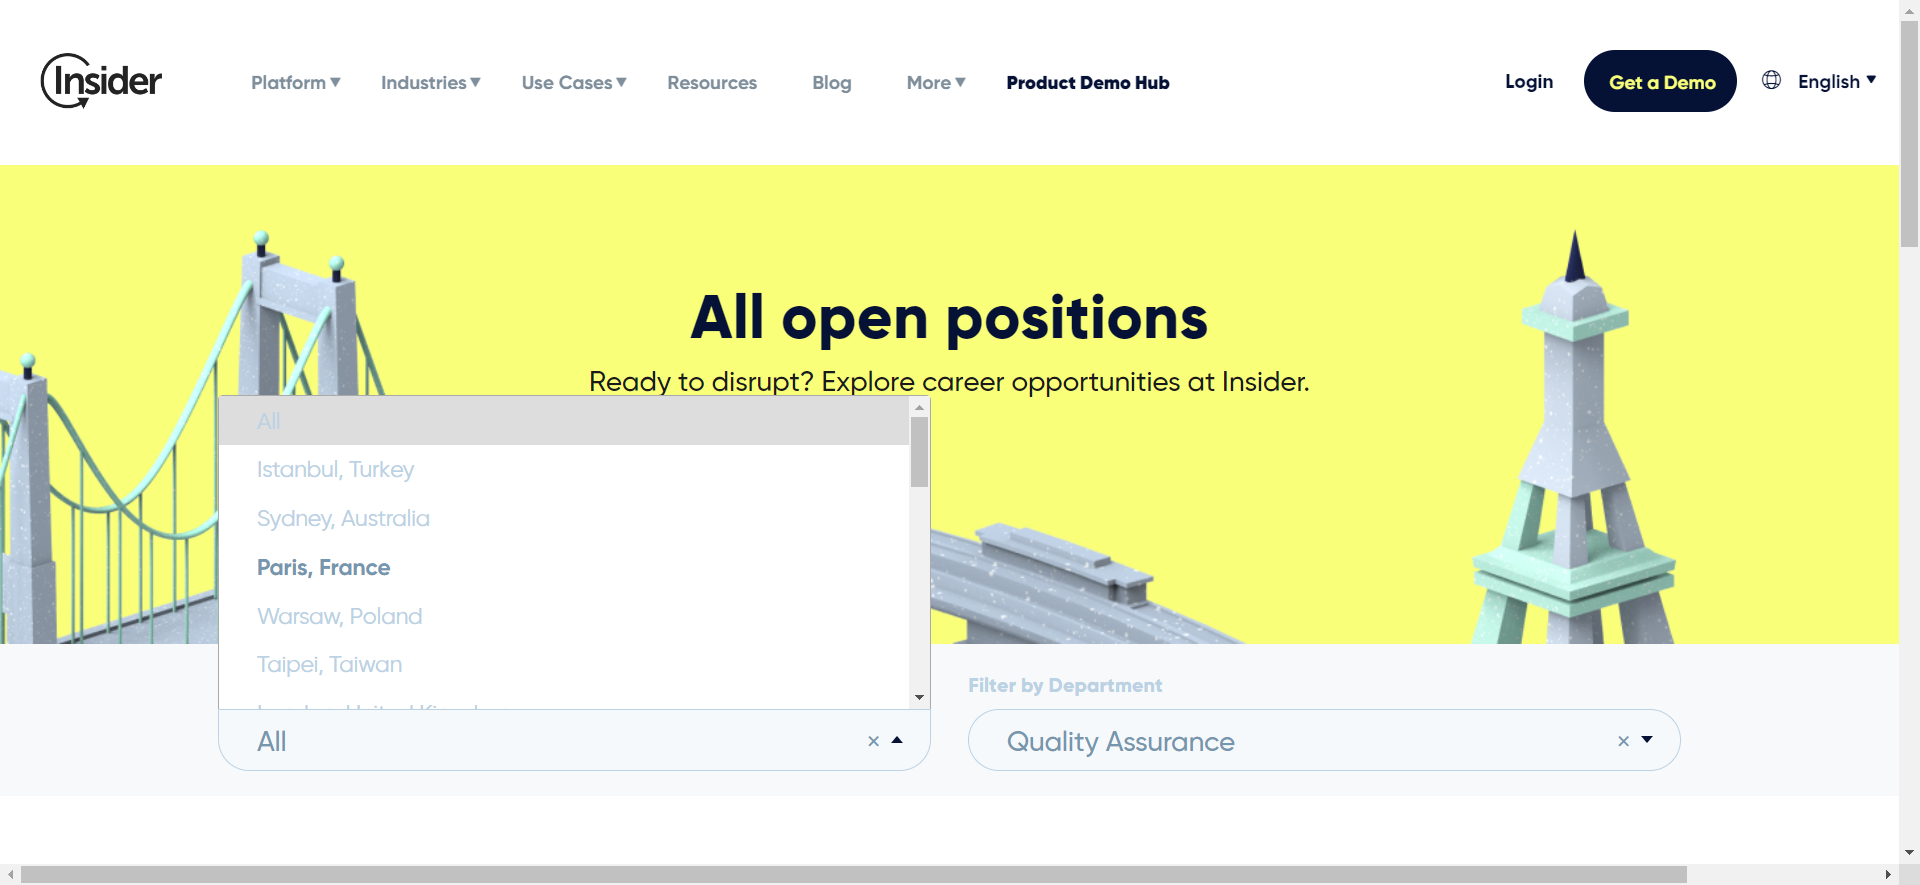 Insider
Platform ▼ Industries ▼ Use Cases ▼ Resources Blog More ▼ Product Demo Hub
Login Get a Demo English ▼
All open positions
Ready to disrupt? Explore career opportunities at Insider.
All
Istanbul, Turkey
Sydney, Australia
Paris, France
Warsaw, Poland
Taipei, Taiwan
All ×
Filter by Department
Quality Assurance ×